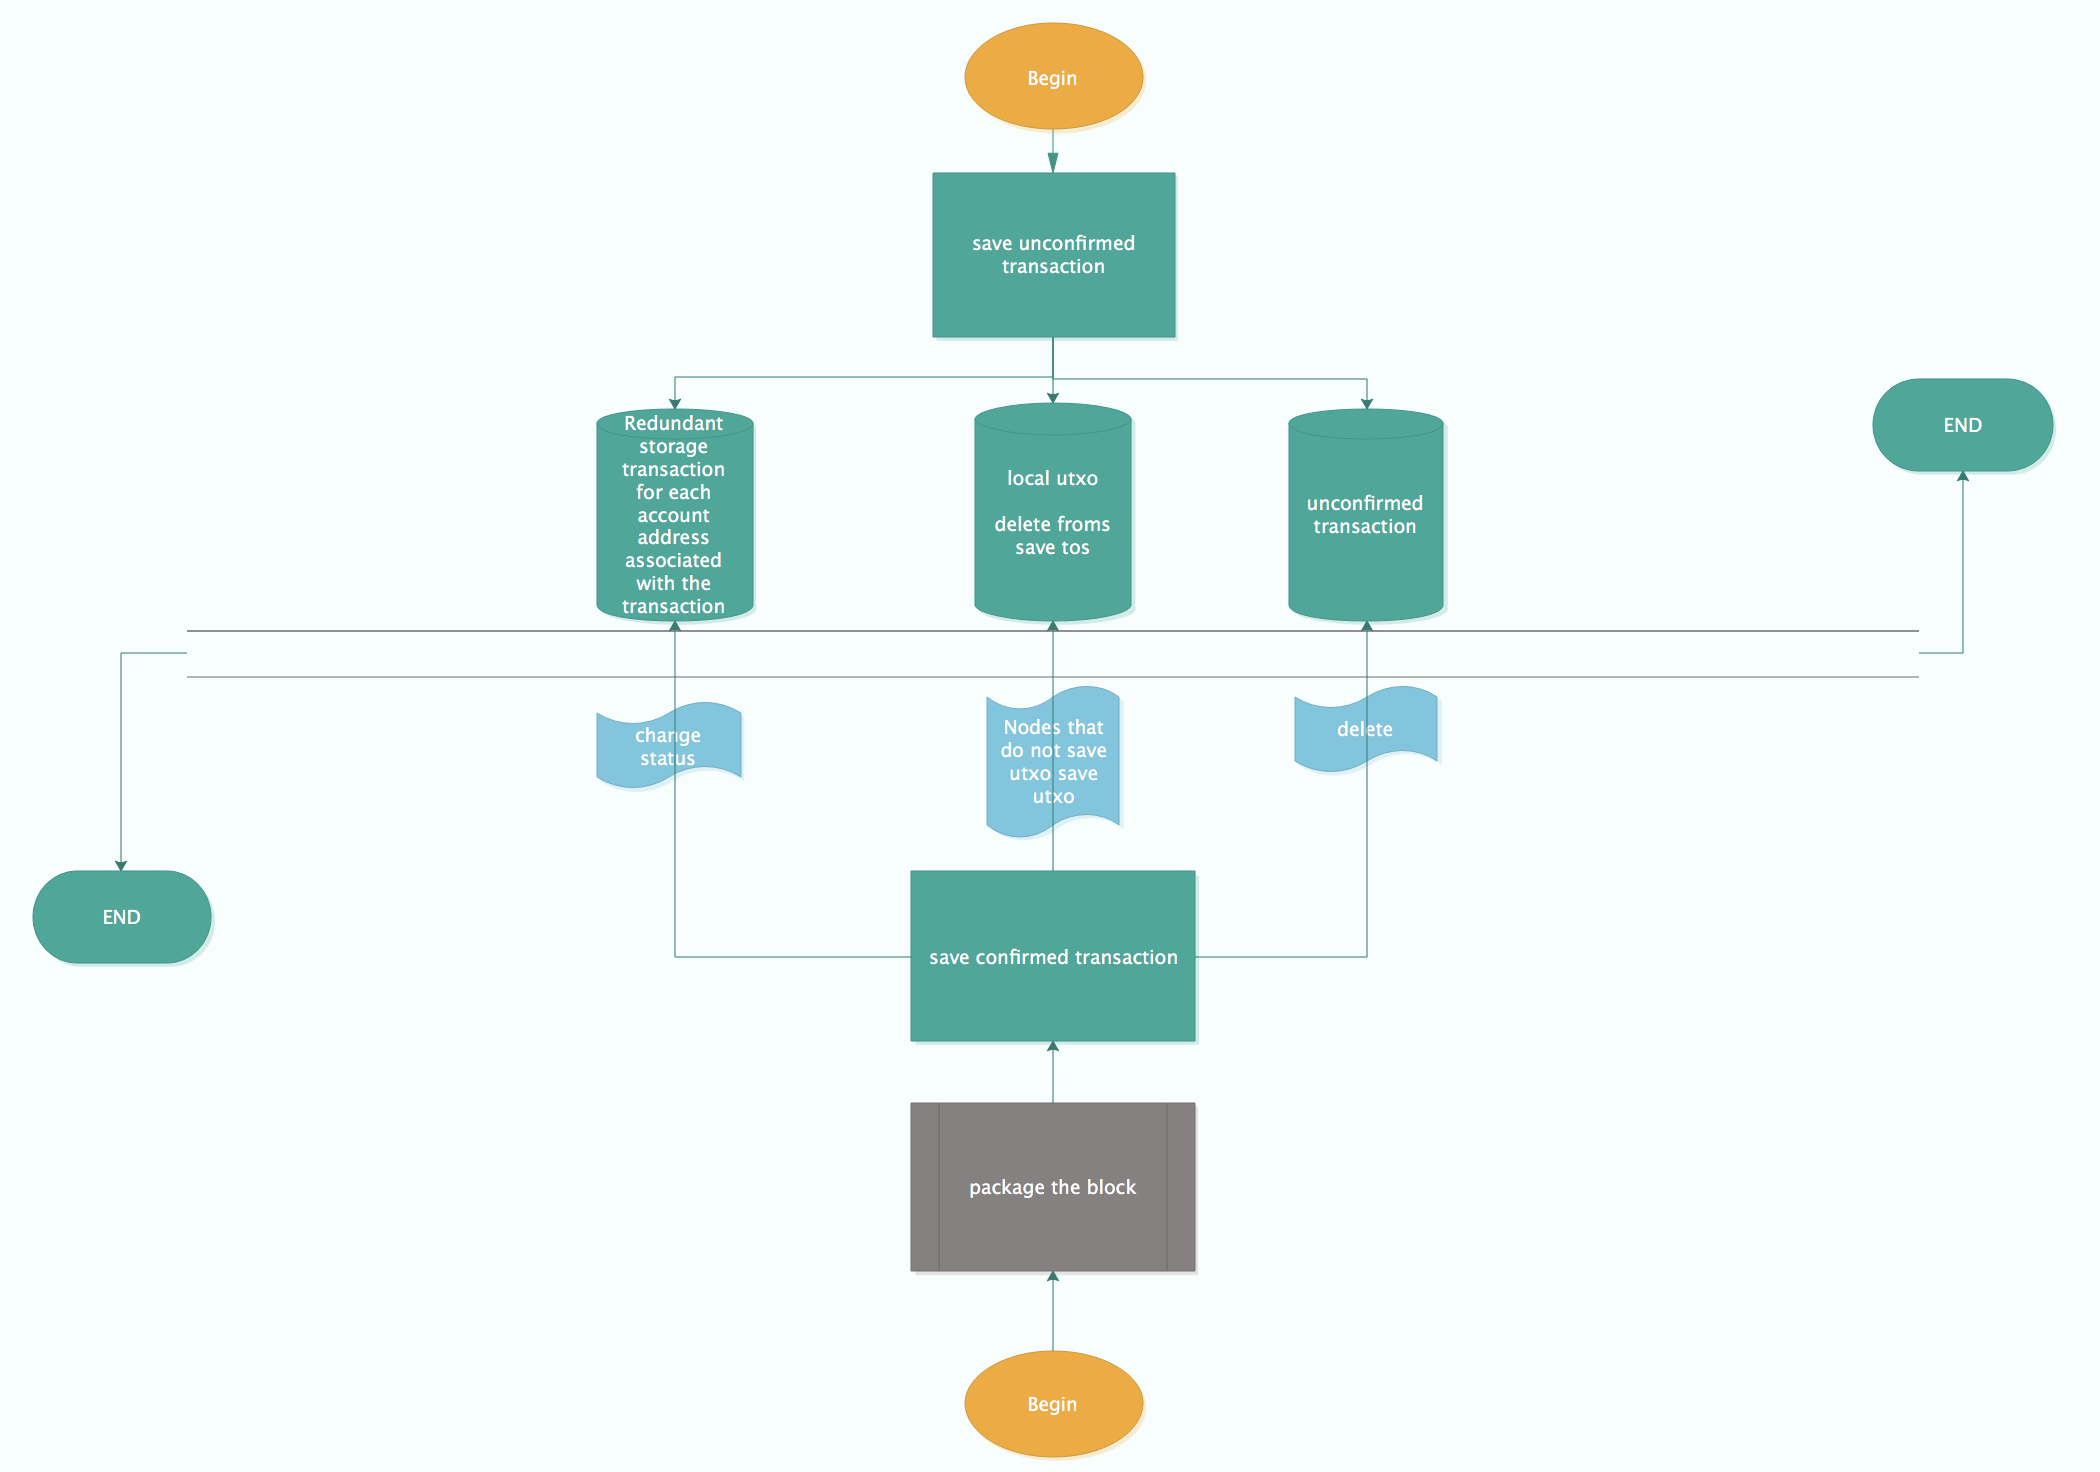 Begin
save unconfirmed
transaction
Redundant
storage
transaction
for each
account
address
associated
with the
transaction
local utxo
delete froms
save tos
unconfirmed
transaction
END
change
status
Nodes that
do not save
utxo save
utxo
delete
END
save confirmed transaction
package the block
Begin